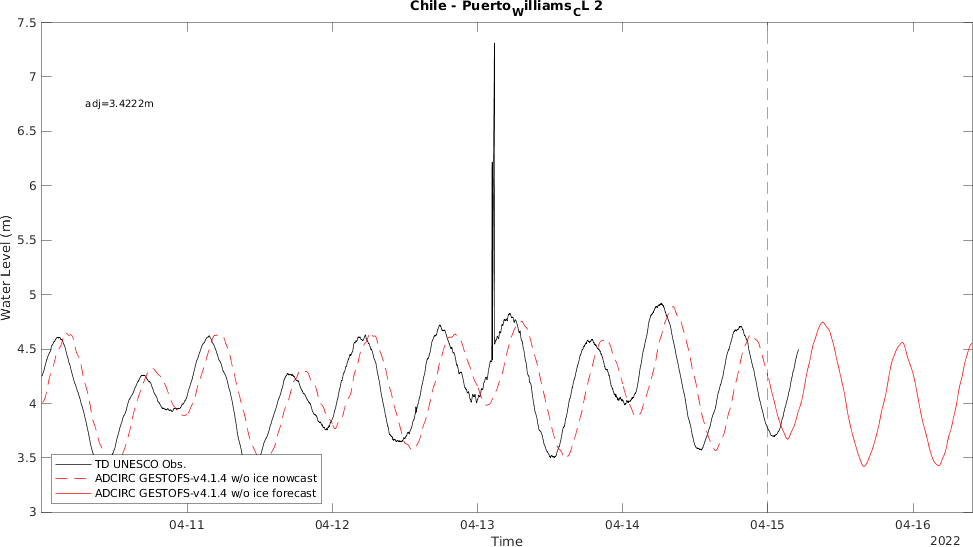 Chile - PuertoWilliamsCL 2
7.5
7
6.5
6
5.5
5
4.5
4
3.5
3
Water Level (m)
adj=3.4222m
TD UNESCO Obs.
ADCIRC GESTOFS-v4.1.4 w/o ice nowcast
ADCIRC GESTOFS-v4.1.4 w/o ice forecast
04-11 04-12 04-13 04-14 04-15 04-16
Time
2022